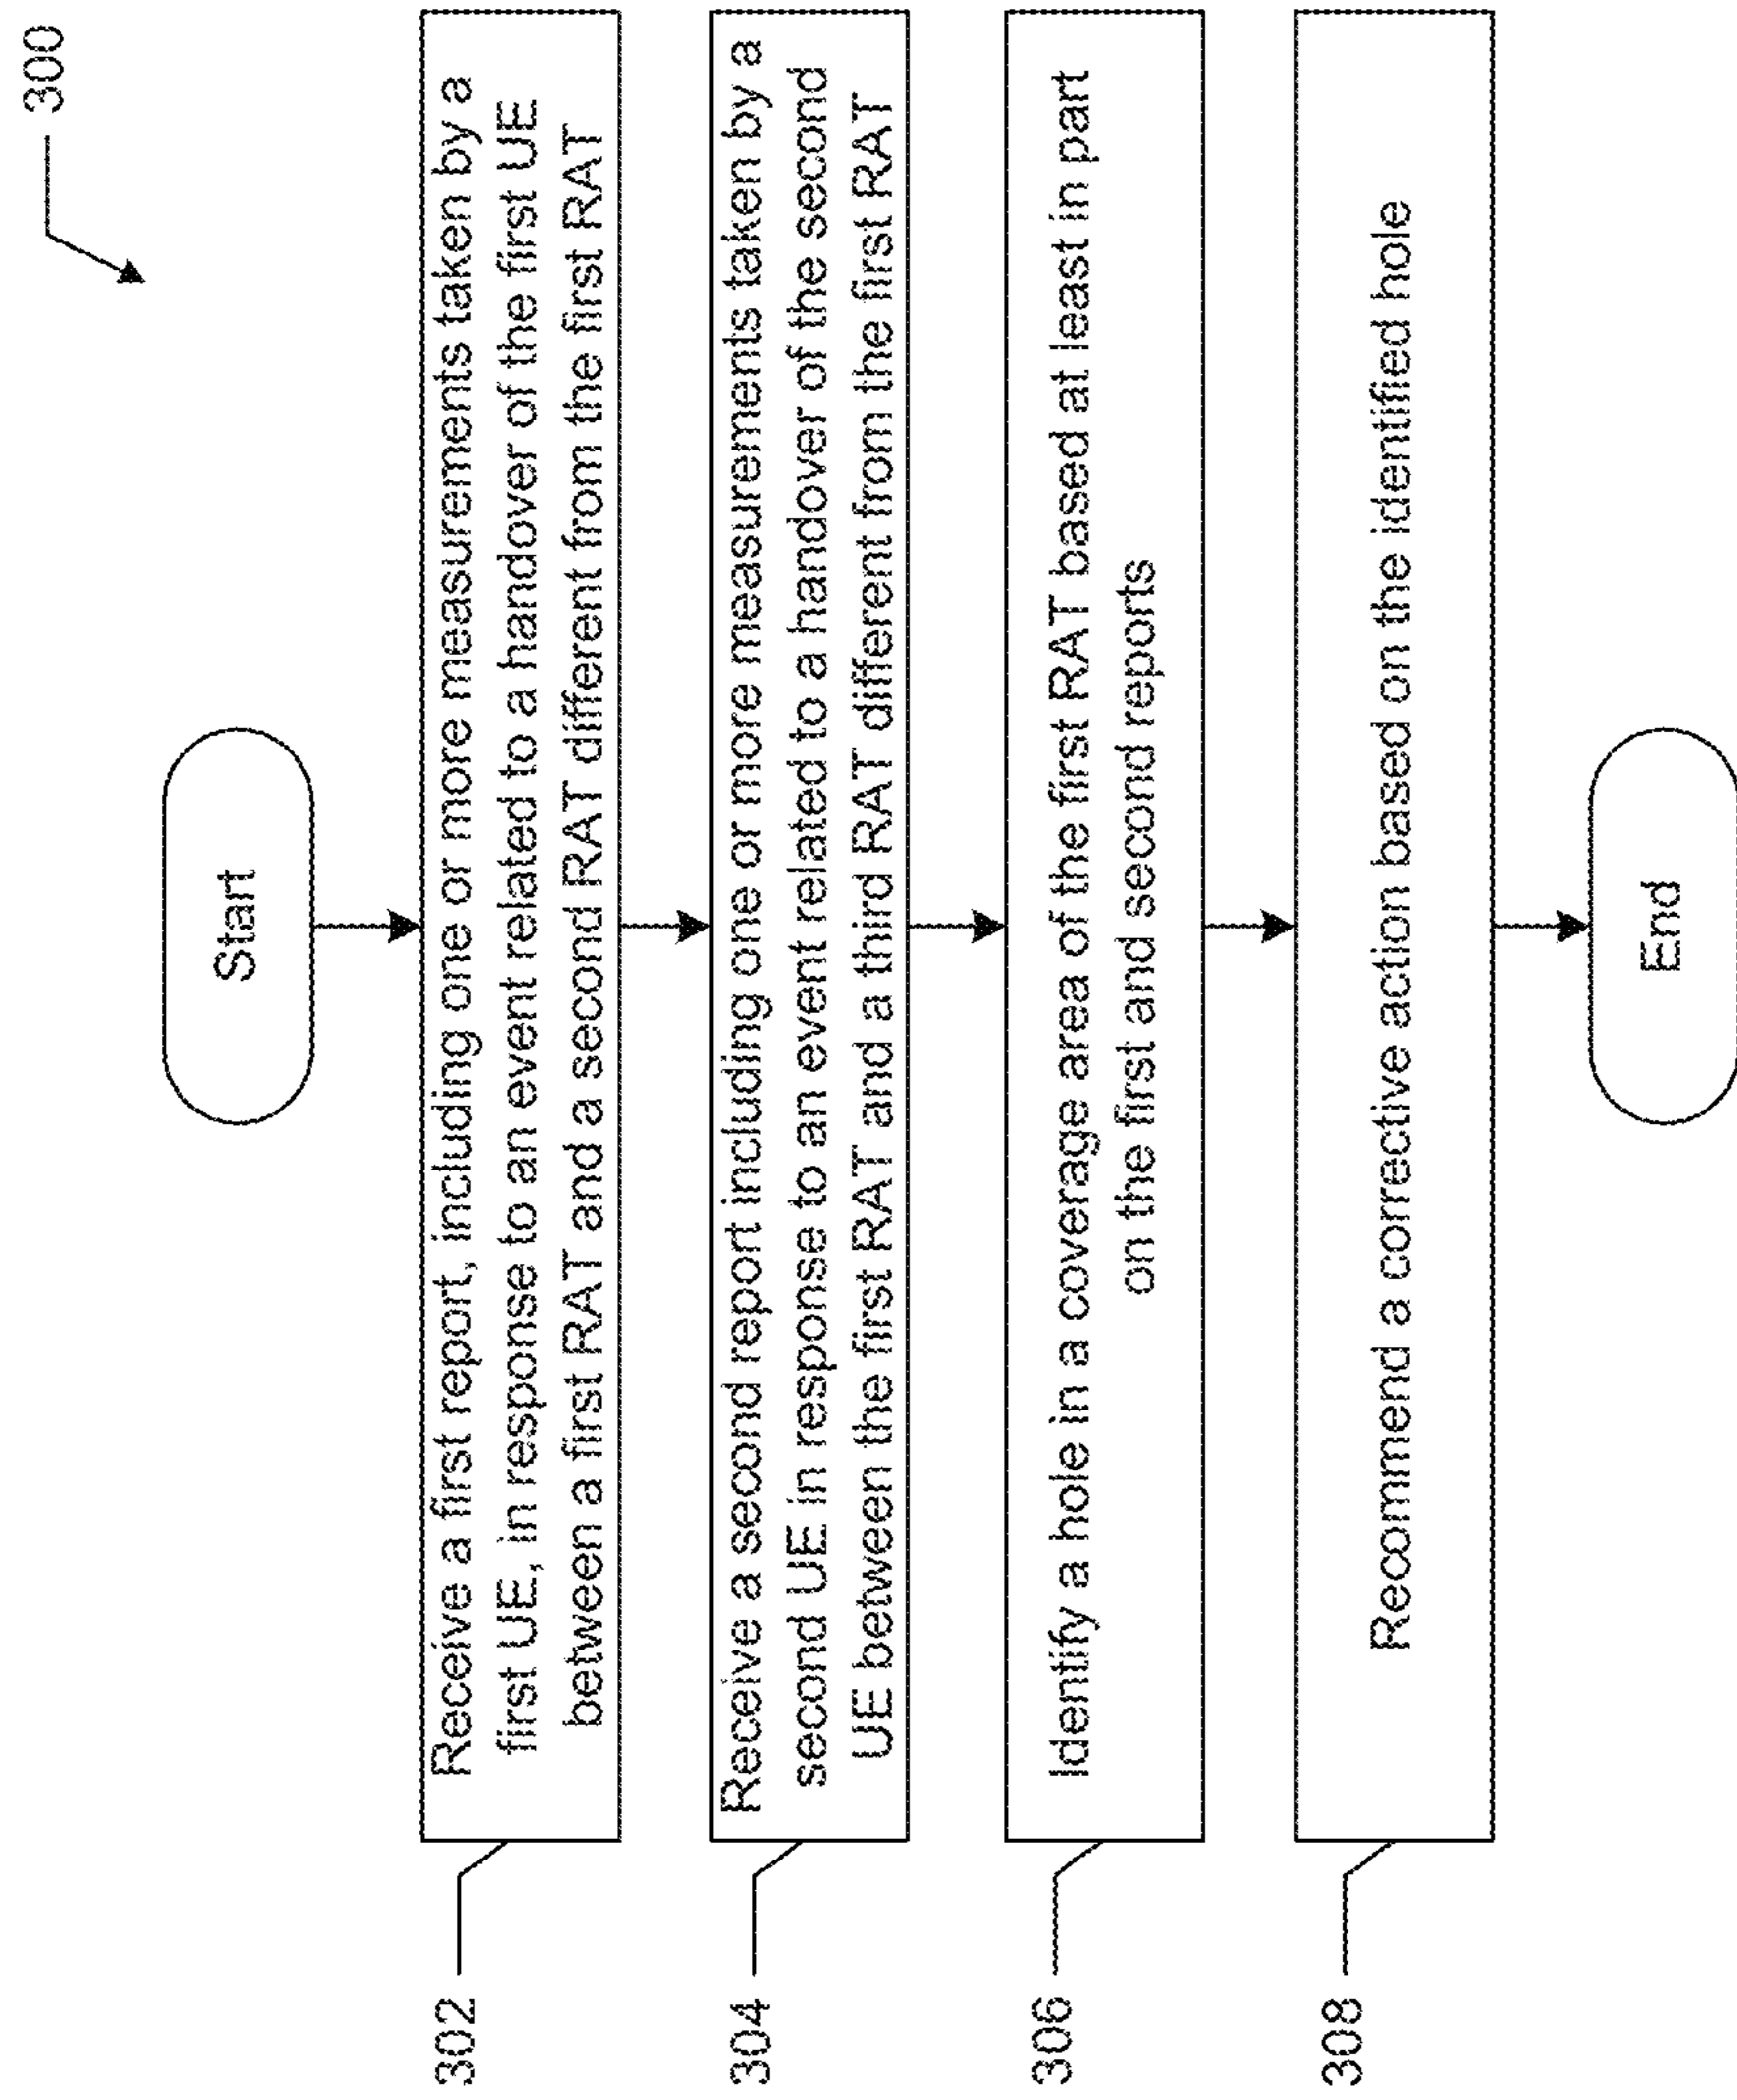 300
Start
302
Receive a first report, including one or more measurements taken by a
first UE, in response to an event related to a handover of the first UE
between a first RAT and a second RAT different from the first RAT
304
Receive a second report including one or more measurements taken by a
second UE in response to an event related to a handover of the second
UE between the first RAT and a third RAT different from the first RAT
306
Identify a hole in a coverage area of the first RAT based at least in part
on the first and second reports
308
Recommend a corrective action based on the identified hole
End